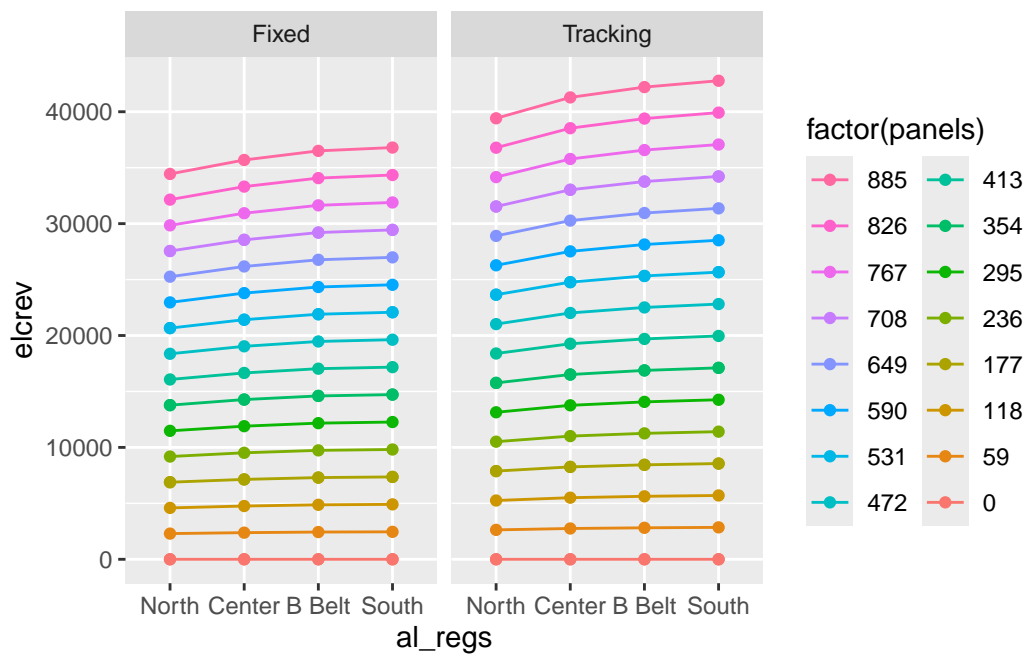 Fixed Tracking
40000
30000
20000
10000
0
elcrev
North Center B Belt South North Center B Belt South
al_regs
factor(panels)
885 413
826 354
767 295
708 236
649 177
590 118
531 59
472 0